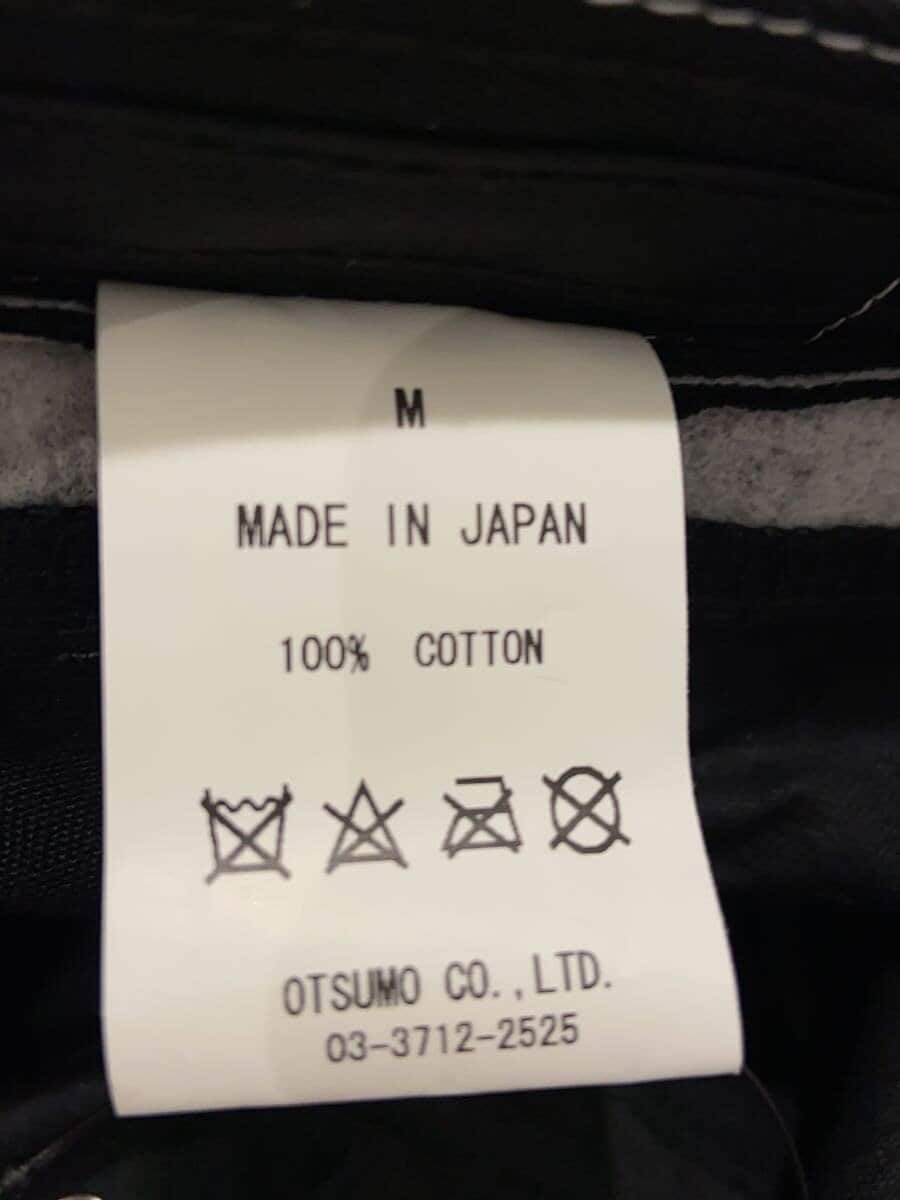 M
MADE IN JAPAN
100% COTTON
OTSUMO CO.,LTD.
03-3712-2525